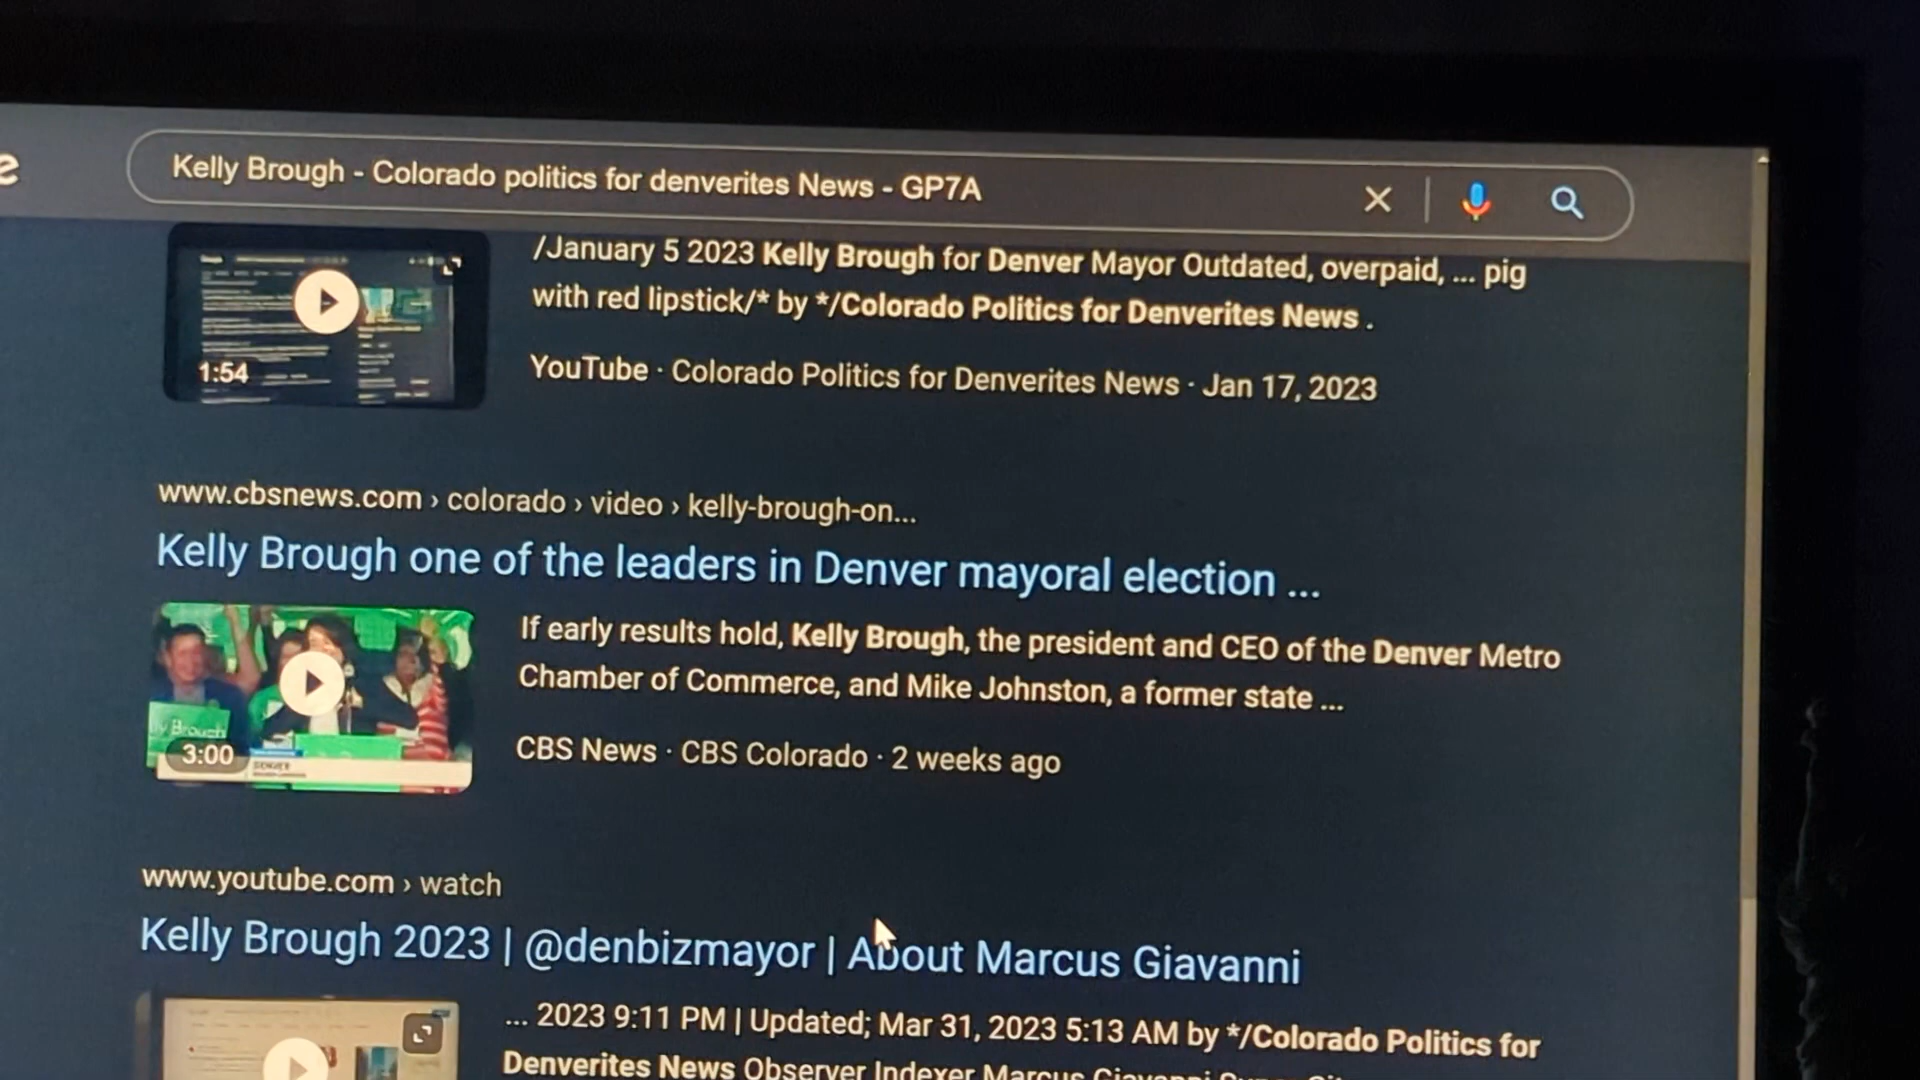 e
Kelly Brough - Colorado politics for denverites News - GP7A
/January 5 2023 Kelly Brough for Denver Mayor Outdated, overpaid, ... pig
with red lipstick/* by */Colorado Politics for Denverites News .
1:54
YouTube · Colorado Politics for Denverites News · Jan 17, 2023
www.cbsnews.com › colorado › video › kelly-brough-on...
Kelly Brough one of the leaders in Denver mayoral election ...
If early results hold, Kelly Brough, the president and CEO of the Denver Metro
Chamber of Commerce, and Mike Johnston, a former state ...
Brough
3:00
DENVER
CBS News · CBS Colorado · 2 weeks ago
www.youtube.com › watch
Kelly Brough 2023 | @denbizmayor | About Marcus Giavanni
... 2023 9:11 PM | Updated; Mar 31, 2023 5:13 AM by */Colorado Politics for
Denverites News Observer Indexer Marcus Giavanni